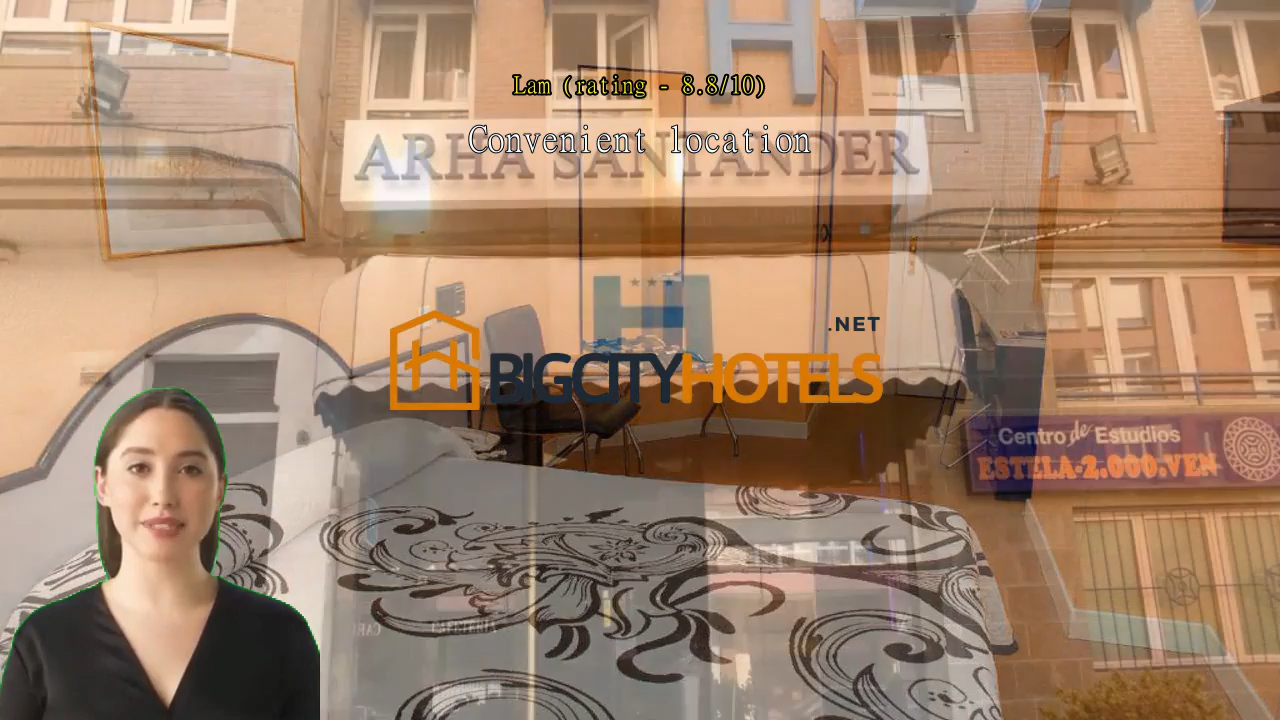 H
Lam (rating - 8.8/10)
Convenient location
ARHA SANTANDER
H
.NET
BIGCITYHOTELS
Centro de Estudios
ESTELA-2.000.VEN